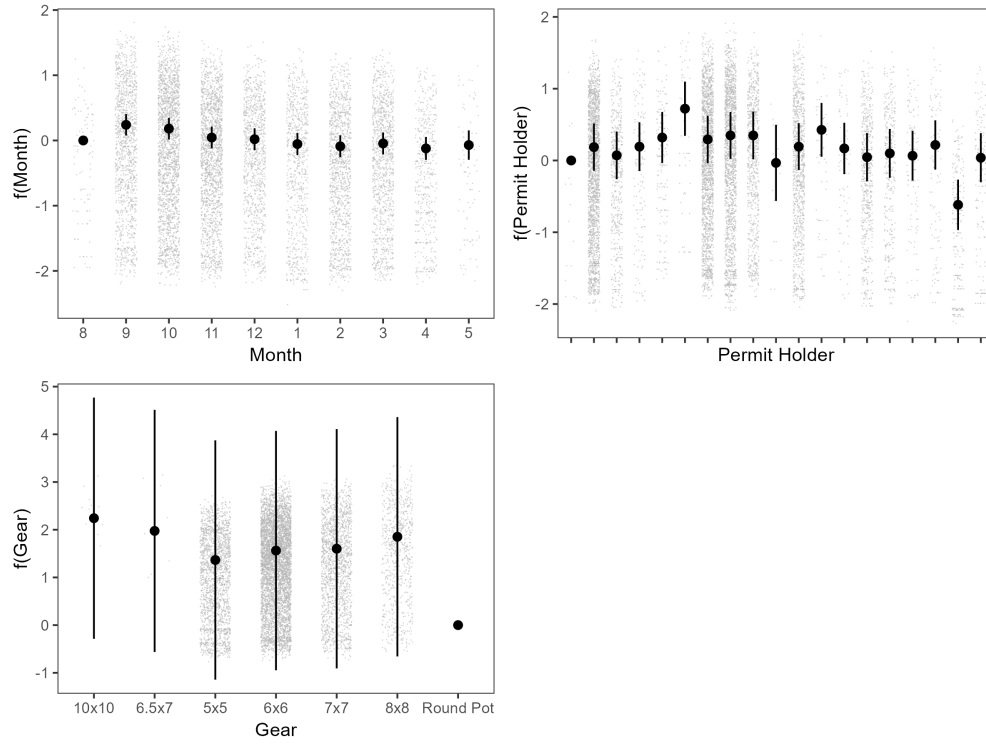 f(Month)
2
1
0
-1
-2
8 9 10 11 12 1 2 3 4 5
Month
f(Permit Holder)
2
1
0
-1
-2
Permit Holder
f(Gear)
5
4
3
2
1
0
-1
10x10 6.5x7 5x5 6x6 7x7 8x8 Round Pot
Gear